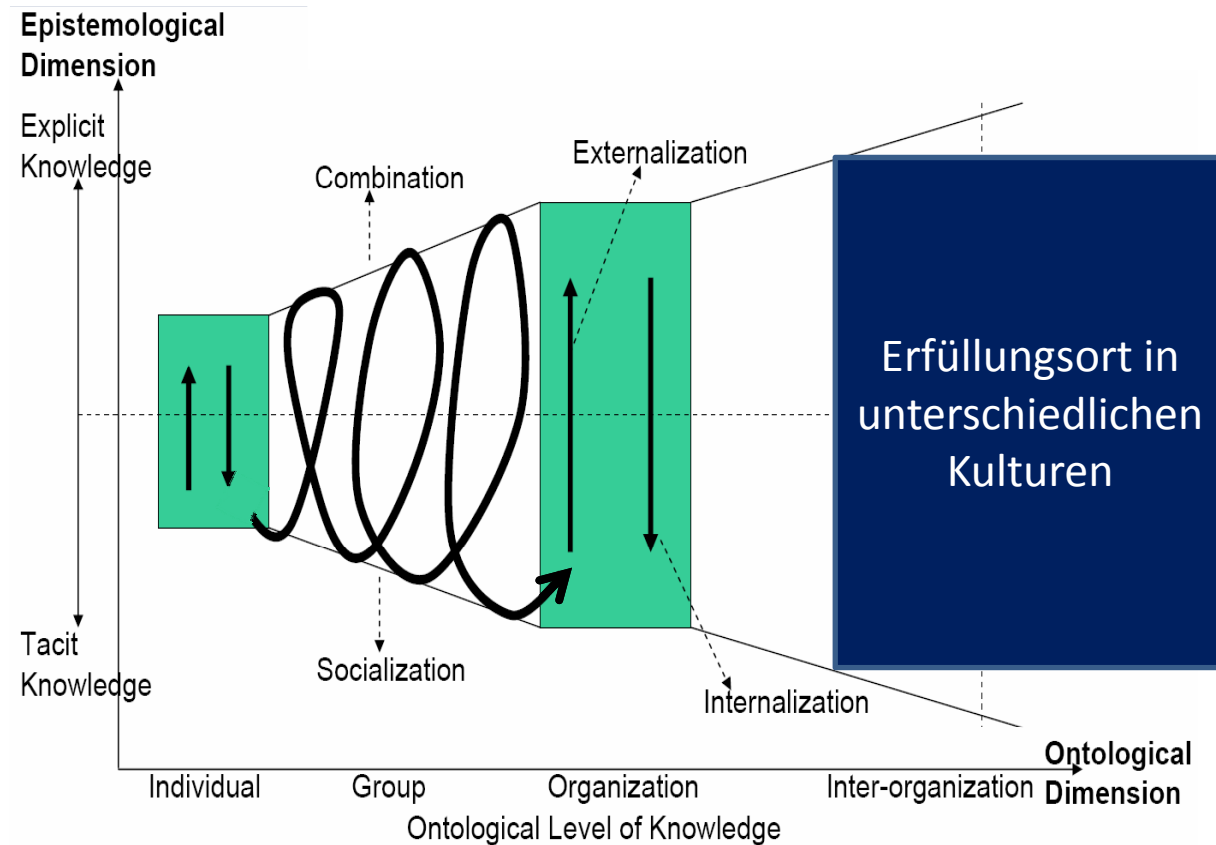 Epistemological
Dimension
Explicit
Knowledge
Combination
Externalization
Erfüllungsort in
unterschiedlichen
Kulturen
Tacit
Knowledge
Socialization
Internalization
Ontological
Dimension
Individual
Group
Organization
Inter-organization
Ontological Level of Knowledge